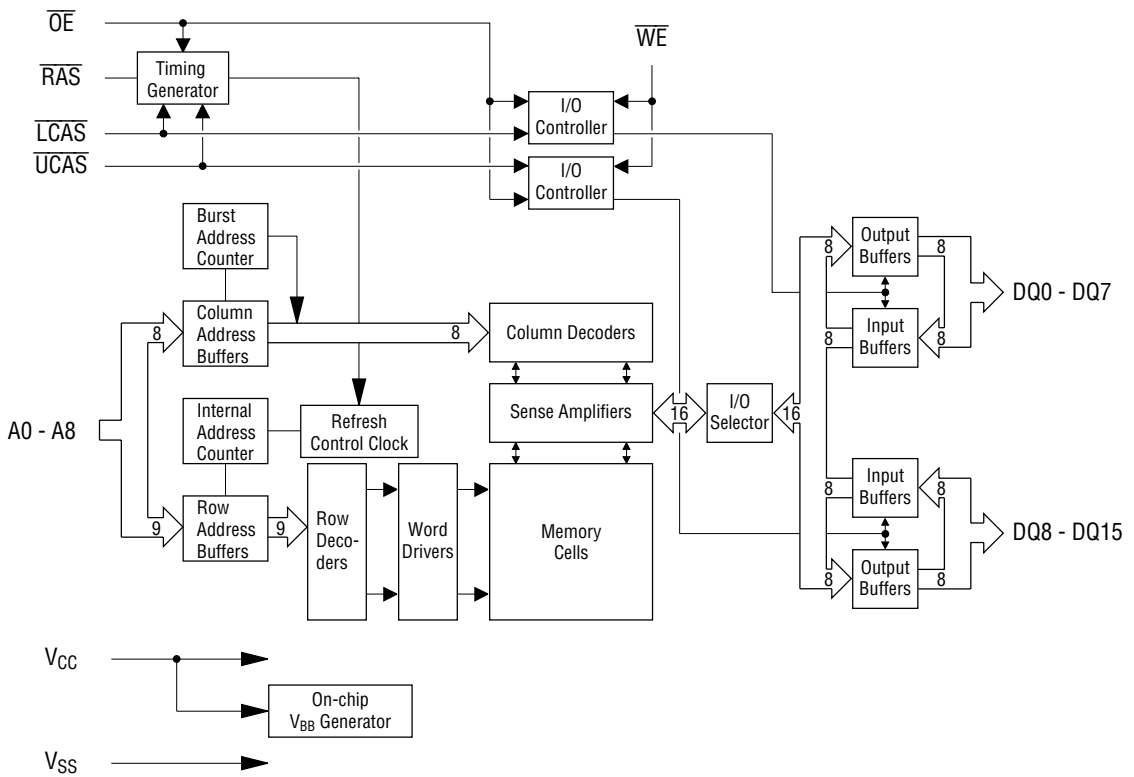 OE
WE
RAS
Timing
Generator
I/O
Controller
LCAS
UCAS
I/O
Controller
Burst
Address
Counter
8
Output
Buffers
8
DQ0 - DQ7
8
Column
Address
Buffers
8
Column Decoders
8
Input
Buffers
8
A0 - A8
Internal
Address
Counter
Refresh
Control Clock
Sense Amplifiers
16
I/O
Selector
16
9
Row
Address
Buffers
9
Row
Deco-
ders
Word
Drivers
Memory
Cells
8
Input
Buffers
8
DQ8 - DQ15
8
Output
Buffers
8
VCC
On-chip
VBB Generator
VSS